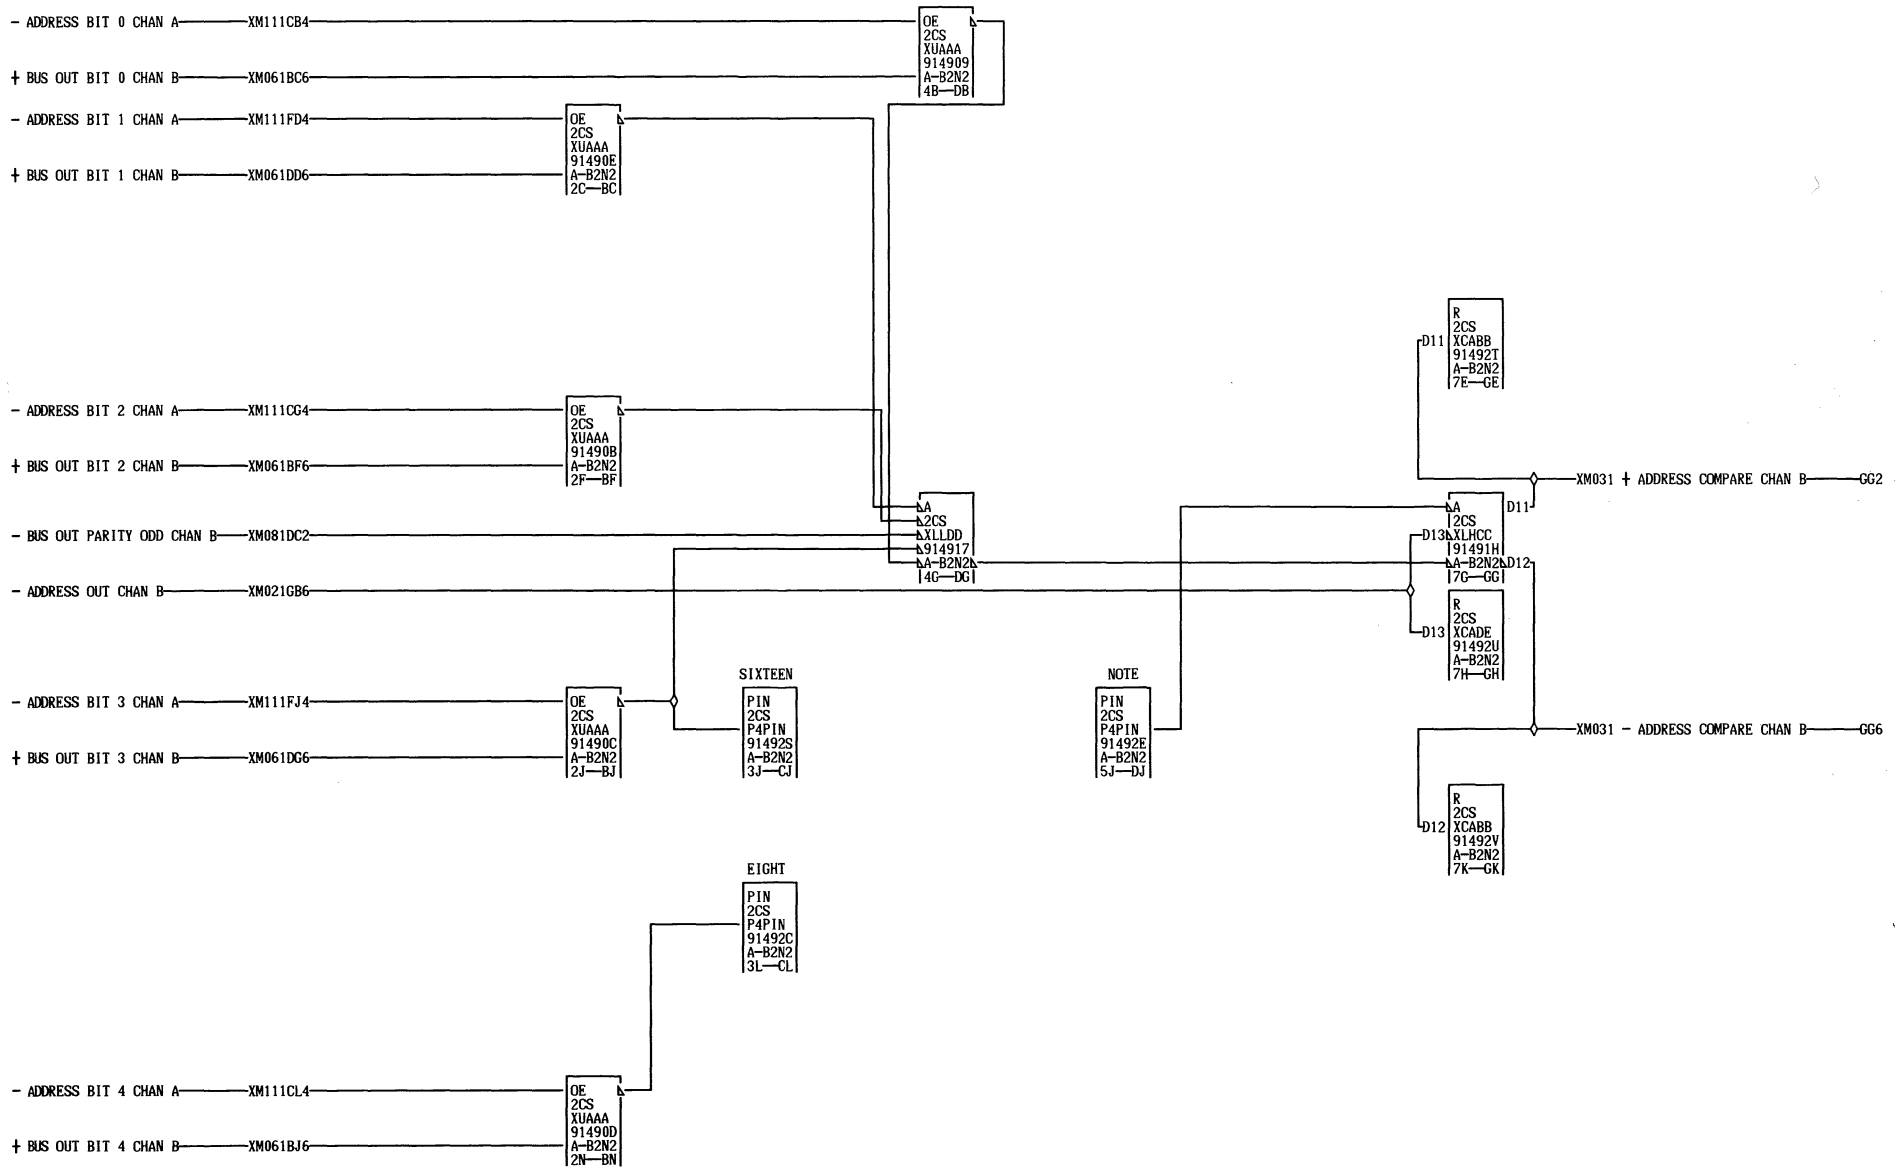 - ADDRESS BIT 0 CHAN A XM111CB4
+ BUS OUT BIT 0 CHAN B XM061BC6
OE
2CS
XUAAA
914909
A-B2N2
4B DB
- ADDRESS BIT 1 CHAN A XM111FD4
+ BUS OUT BIT 1 CHAN B XM061DD6
OE
2CS
XUAAA
91490E
A-B2N2
2C BC
- ADDRESS BIT 2 CHAN A XM111CG4
+ BUS OUT BIT 2 CHAN B XM061BF6
OE
2CS
XUAAA
91490B
A-B2N2
2F BF
- BUS OUT PARITY ODD CHAN B XM081DC2
- ADDRESS OUT CHAN B XM021GB6
A
2CS
XLLDD
914917
A-B2N2
4G DG
D11
R
2CS
XCABB
91492T
A-B2N2
7E GE
XM031 + ADDRESS COMPARE CHAN B GG2
D11
D13
D12
A
2CS
XLHCC
91491H
A-B2N2
7G GG
D13
R
2CS
XCADE
91492U
A-B2N2
7H GH
- ADDRESS BIT 3 CHAN A XM111FJ4
+ BUS OUT BIT 3 CHAN B XM061DG6
OE
2CS
XUAAA
91490C
A-B2N2
2J BJ
SIXTEEN
PIN
2CS
P4PIN
91492S
A-B2N2
3J CJ
NOTE
PIN
2CS
P4PIN
91492E
A-B2N2
5J DJ
XM031 - ADDRESS COMPARE CHAN B GG6
D12
R
2CS
XCABB
91492V
A-B2N2
7K GK
EIGHT
PIN
2CS
P4PIN
91492C
A-B2N2
3L CL
- ADDRESS BIT 4 CHAN A XM111CL4
+ BUS OUT BIT 4 CHAN B XM061BJ6
OE
2CS
XUAAA
91490D
A-B2N2
2N BN